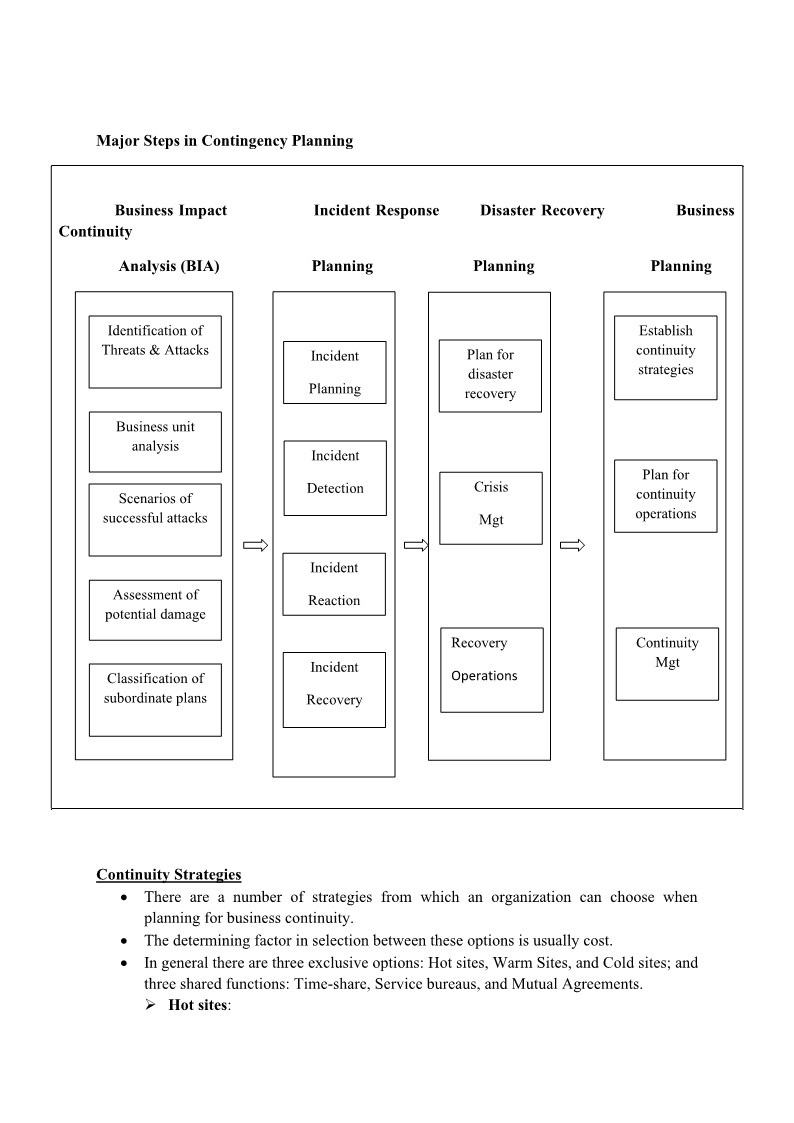 Major Steps in Contingency Planning
Business Impact Incident Response Disaster Recovery Business
Continuity
Analysis (BIA) Planning Planning Planning
Identification of
Threats & Attacks
Business unit
analysis
Scenarios of
successful attacks
Assessment of
potential damage
Classification of
subordinate plans
Incident
Planning
Incident
Detection
Incident
Reaction
Incident
Recovery
Plan for
disaster
recovery
Crisis
Mgt
Recovery
Operations
Establish
continuity
strategies
Plan for
continuity
operations
Continuity
Mgt
Continuity Strategies
• There are a number of strategies from which an organization can choose when
planning for business continuity.
• The determining factor in selection between these options is usually cost.
• In general there are three exclusive options: Hot sites, Warm Sites, and Cold sites; and
three shared functions: Time-share, Service bureaus, and Mutual Agreements.
➢ Hot sites: